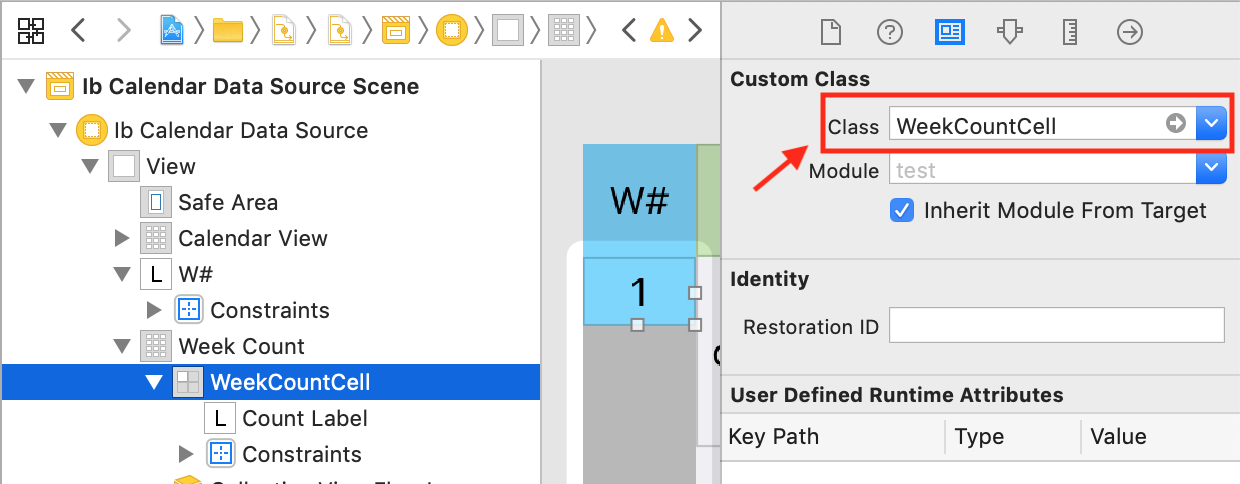 Ib Calendar Data Source Scene
Ib Calendar Data Source
View
Safe Area
Calendar View
L W#
Constraints
Week Count
WeekCountCell
L Count Label
Constraints
W#
1
Custom Class
Class WeekCountCell
Module test
Inherit Module From Target
Identity
Restoration ID
User Defined Runtime Attributes
Key Path Type Value